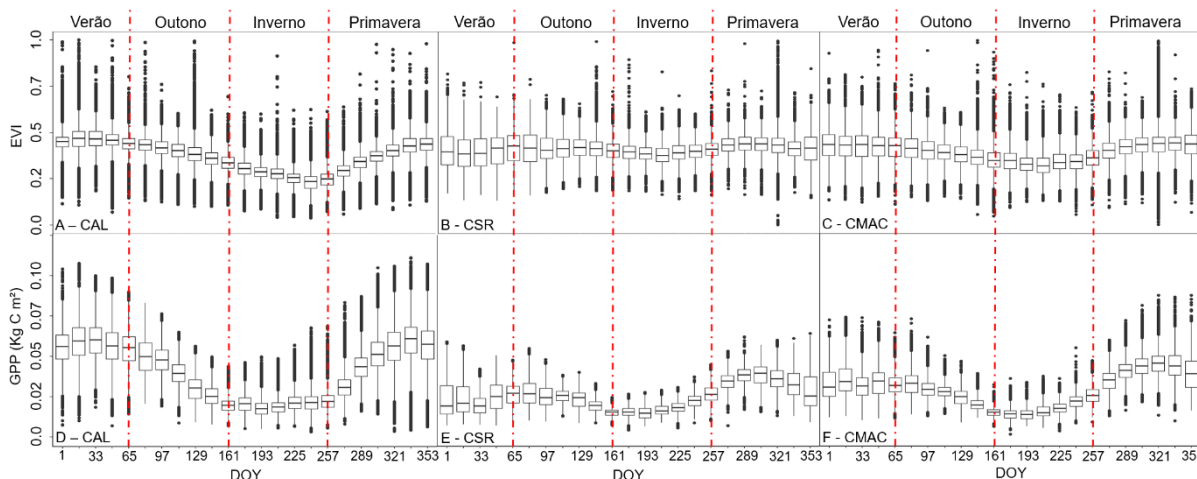 Verão Outono Inverno Primavera Verão Outono Inverno Primavera Verão Outono Inverno Primavera
1.0
0.7
0.5
0.2
0.0
EVI
A – CAL B - CSR C - CMAC
0.10
0.07
0.05
0.02
0.0
GPP (Kg C m²)
D – CAL E - CSR F - CMAC
1 33 65 97 129 161 193 225 257 289 321 353 1 33 65 97 129 161 193 225 257 289 321 353 1 33 65 97 129 161 193 225 257 289 321 35
DOY DOY DOY